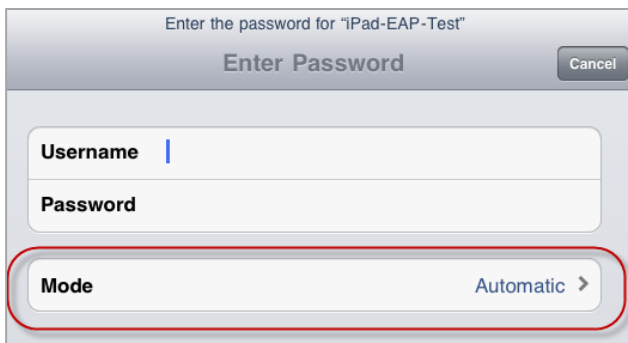 Enter the password for “iPad-EAP-Test”
Enter Password
Cancel
Username
Password
Mode Automatic